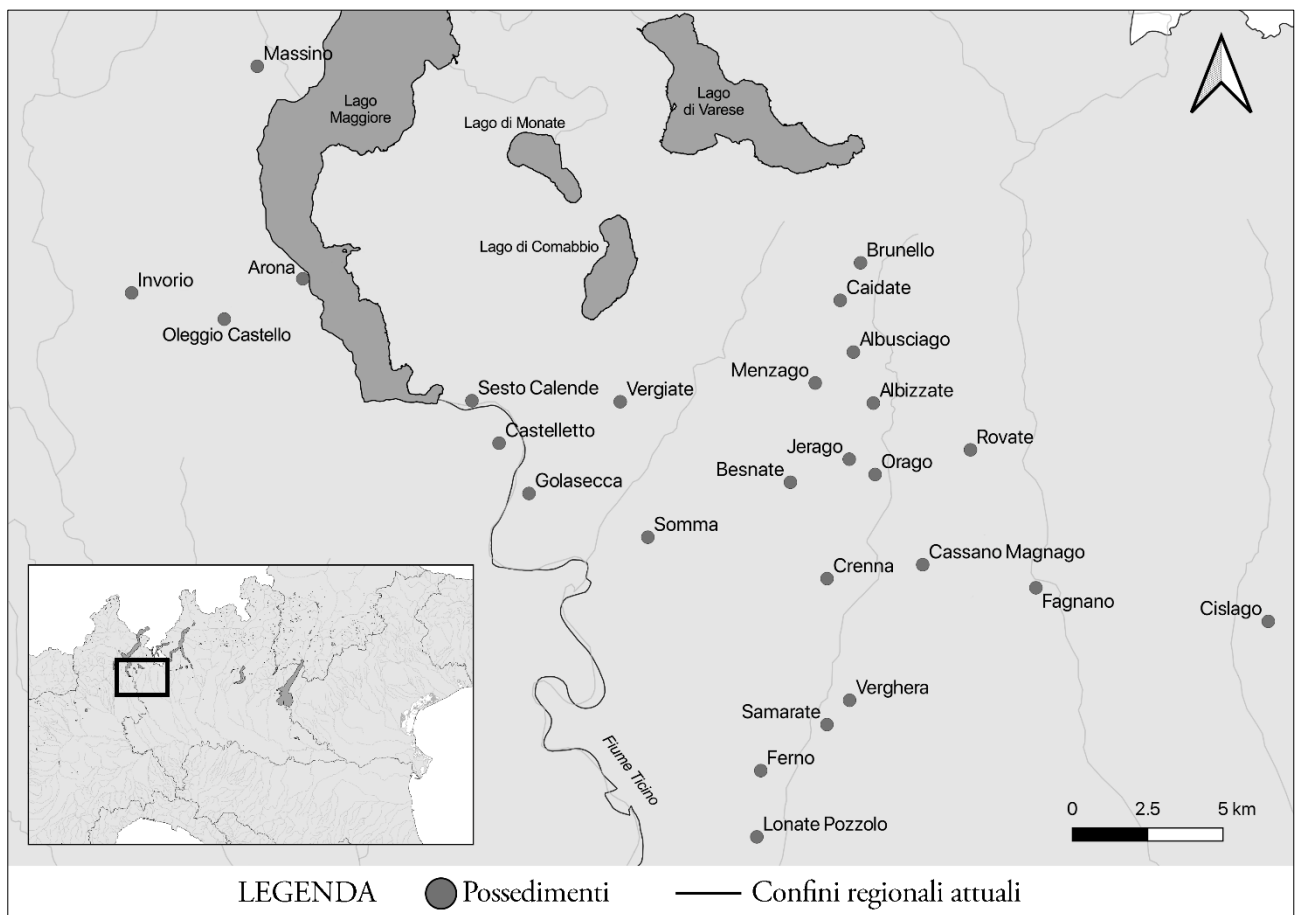 Massino
Lago
Maggiore
Lago
di Varese
Lago di Monate
Lago di Comabbio
Brunello
Arona
Invorio
Caidate
Oleggio Castello
Albusciago
Menzago
Sesto Calende
Vergiate
Albizzate
Castelletto
Rovate
Jerago
Orago
Besnate
Golasecca
Somma
Cassano Magnago
Crenna
Fagnano
Cislago
Verghera
Samarate
Fiume Ticino
Ferno
Lonate Pozzolo
0 2.5 5 km
LEGENDA Possedimenti Confini regionali attuali